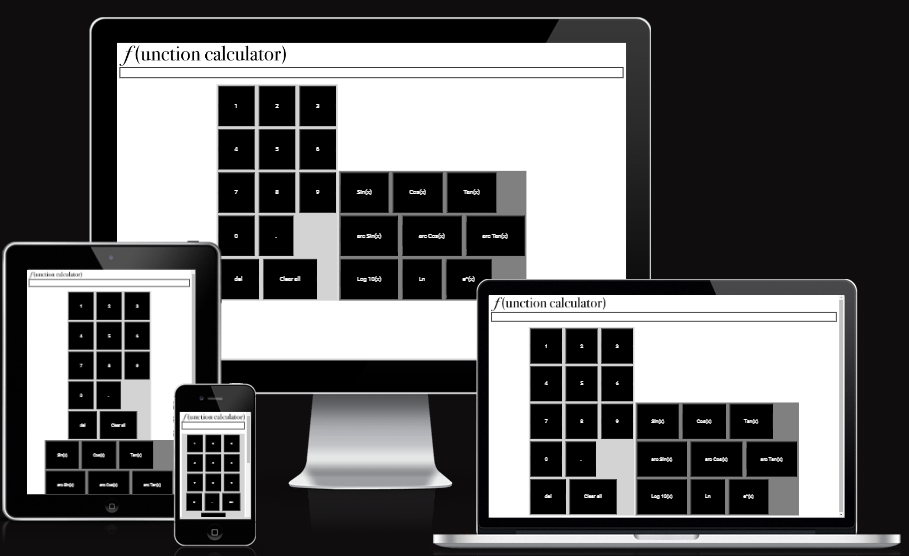 f(unction calculator)
1 2 3
4 5 6
7 8 9 Sin(x) Cos(x) Tan(x)
0 . arc Sin(x) arc Cos(x) arc Tan(x)
del Clear all Log 10(x) Ln e^(x)
f(unction calculator)
1 2 3
4 5 6
7 8 9
0 .
del Clear all
Sin(x) Cos(x) Tan(x)
arc Sin(x) arc Cos(x) arc Tan(x)
f(unction calculator)
f(unction calculator)
1 2 3
4 5 6
7 8 9 Sin(x) Cos(x) Tan(x)
0 . arc Sin(x) arc Cos(x) arc Tan(x)
del Clear all Log 10(x) Ln e^(x)